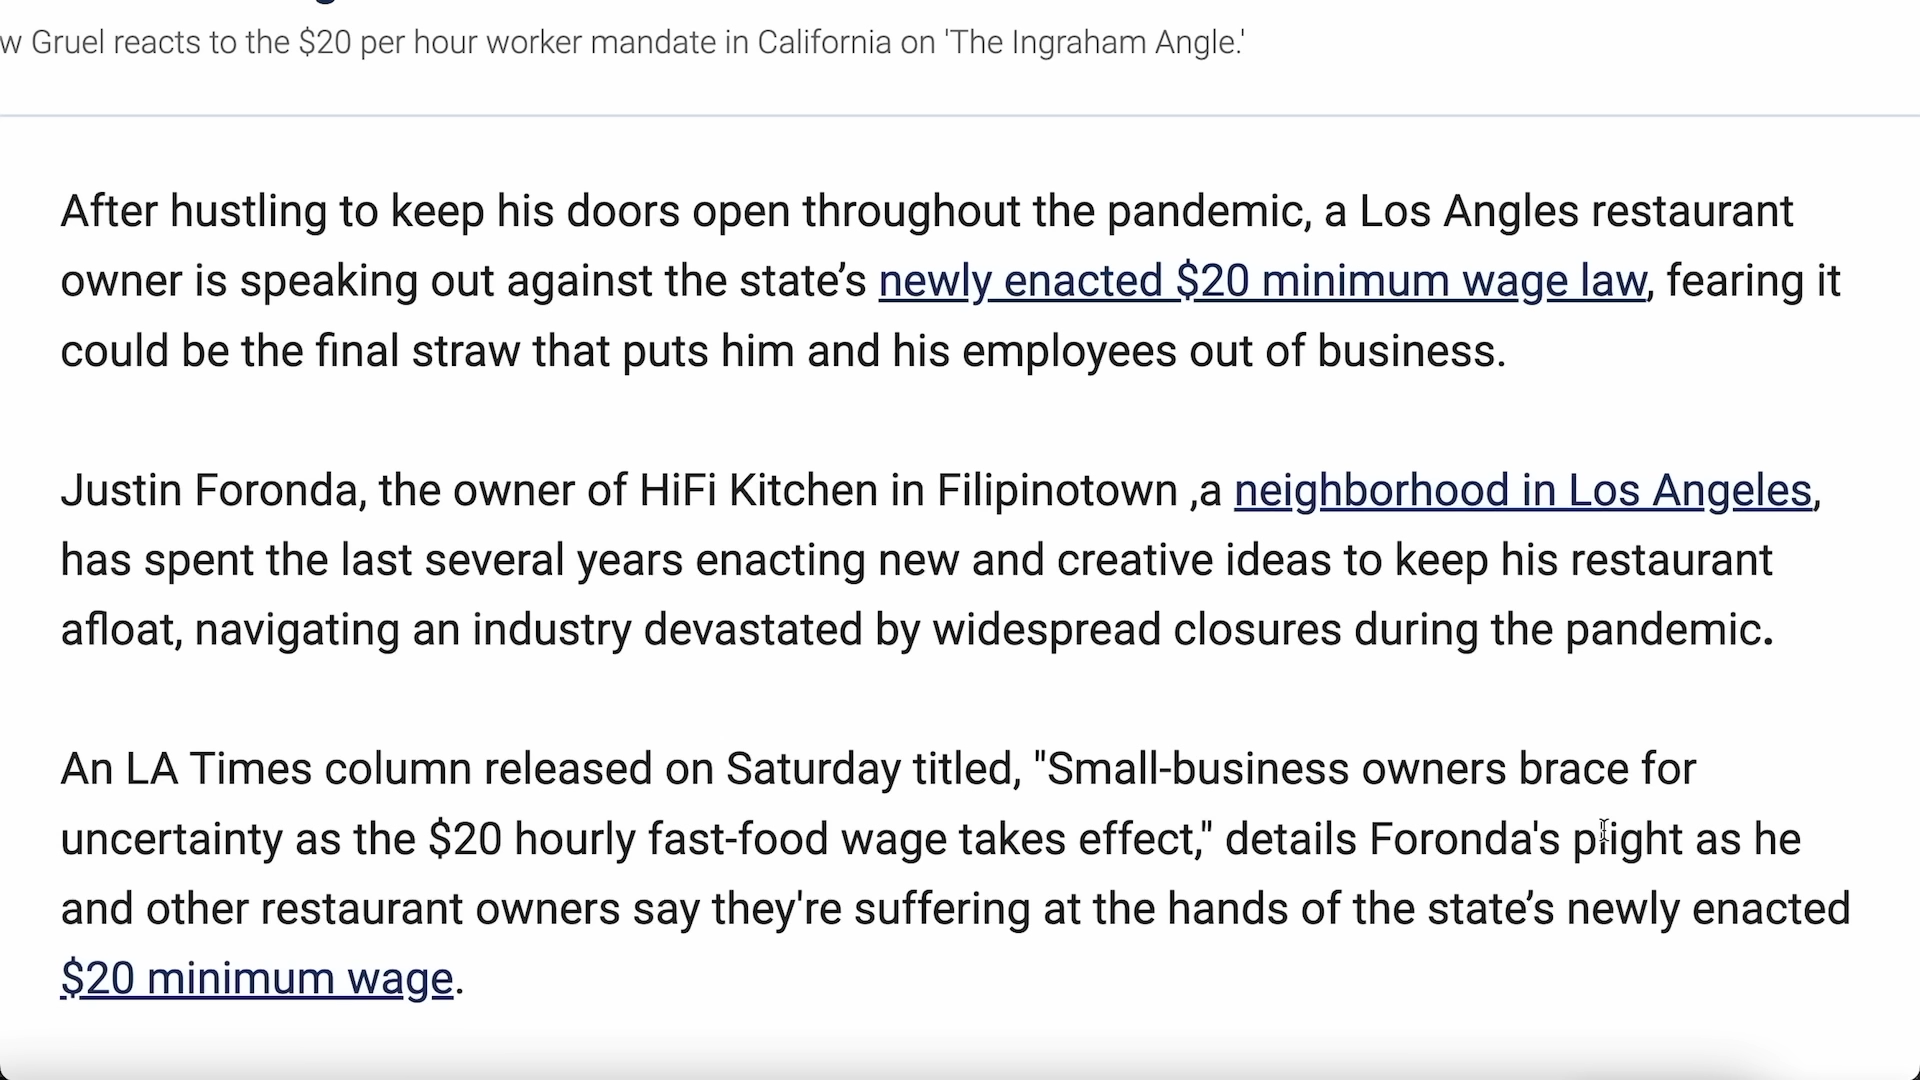 w Gruel reacts to the $20 per hour worker mandate in California on 'The Ingraham Angle.'
After hustling to keep his doors open throughout the pandemic, a Los Angles restaurant
owner is speaking out against the state’s newly enacted $20 minimum wage law, fearing it
could be the final straw that puts him and his employees out of business.
Justin Foronda, the owner of HiFi Kitchen in Filipinotown ,a neighborhood in Los Angeles,
has spent the last several years enacting new and creative ideas to keep his restaurant
afloat, navigating an industry devastated by widespread closures during the pandemic.
An LA Times column released on Saturday titled, "Small-business owners brace for
uncertainty as the $20 hourly fast-food wage takes effect," details Foronda's plight as he
and other restaurant owners say they're suffering at the hands of the state’s newly enacted
$20 minimum wage.